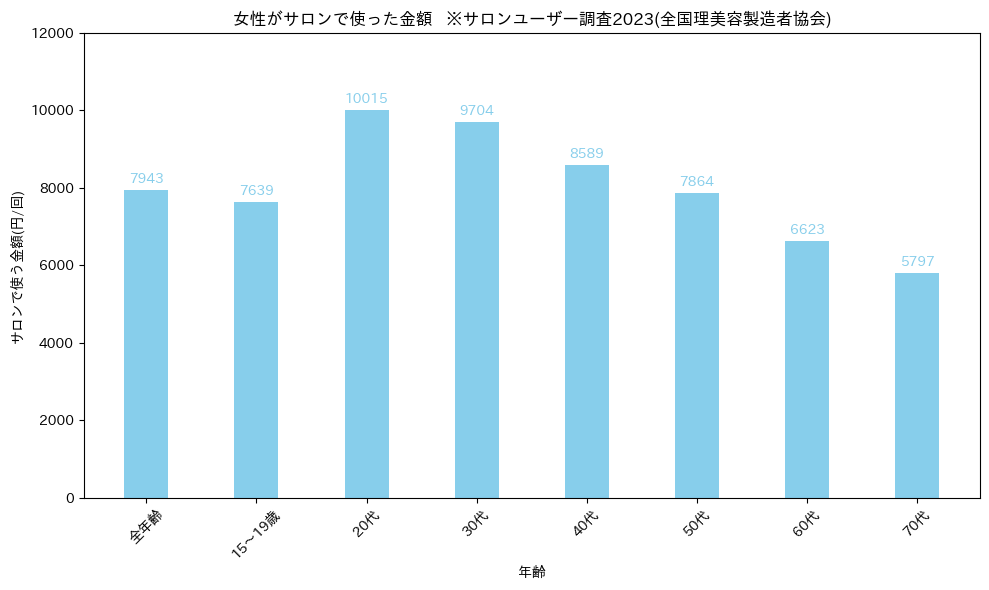 女性がサロンで使った金額　※サロンユーザー調査2023(全国理美容製造者協会)
サロンで使う金額(円/回)
12000
10000
8000
6000
4000
2000
0
7943
7639
10015
9704
8589
7864
6623
5797
全年齢
15～19歳
20代
30代
40代
50代
60代
70代
年齢